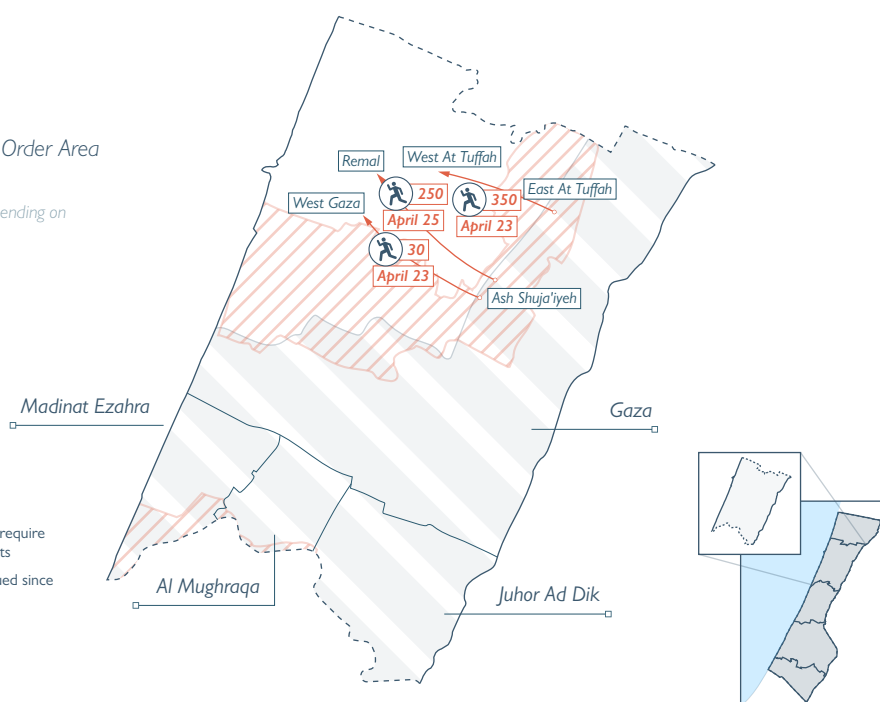 Order Area
ending on
Remal
West At Tuffah
250
April 25
350
April 23
East At Tuffah
West Gaza
30
April 23
Ash Shuja'iyeh
Madinat Ezahra
Gaza
require
ts
ued since
Al Mughraqa
Juhor Ad Dik